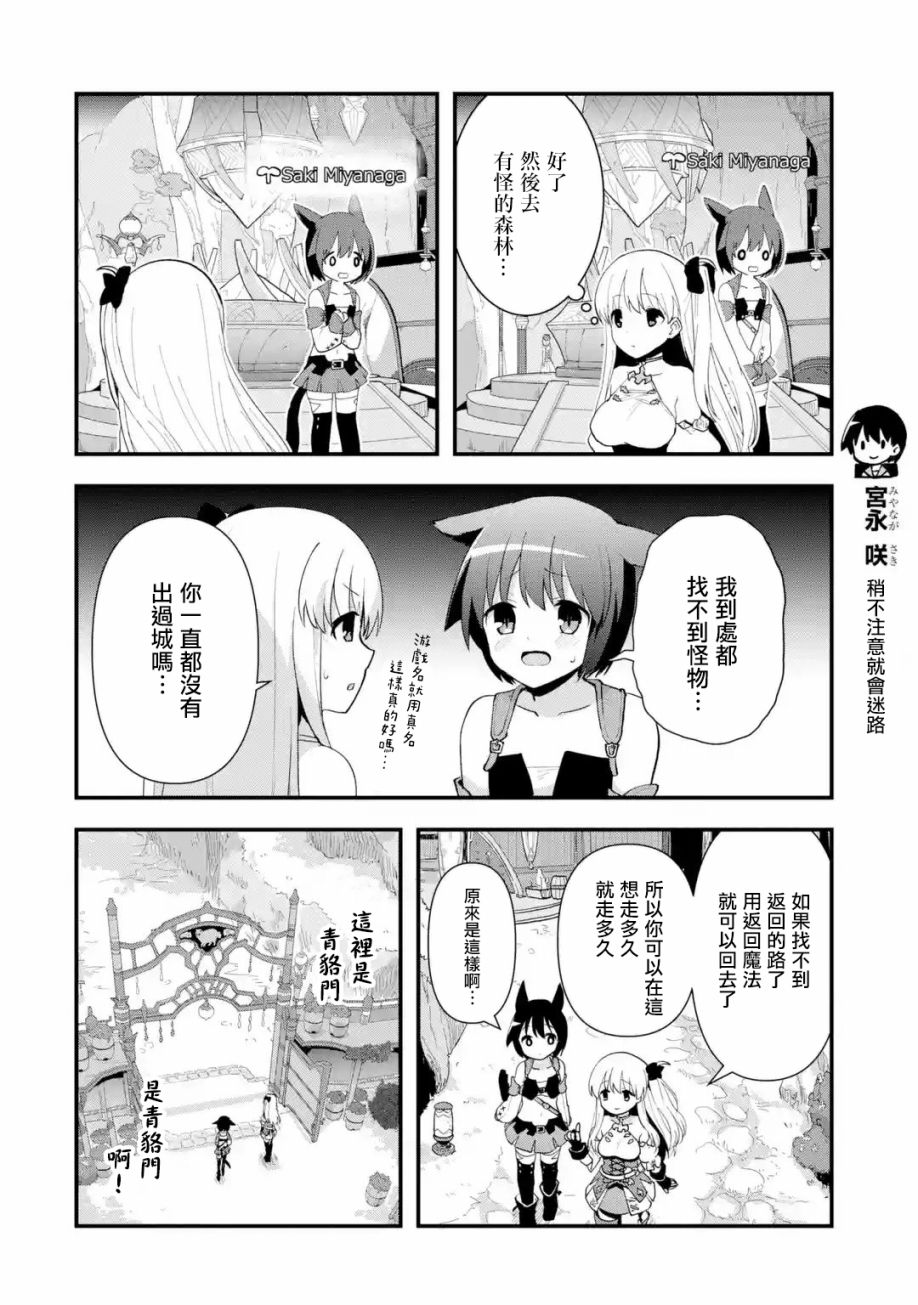 好了
然後去
有怪的森林…
Saki Miyanaga
Saki Miyanaga
我到處都
找不到怪物…
游戲名就用真名
這樣真的好嗎…
你一直都沒有
出過城嗎…
如果找不到
返回的路了
用返回魔法
就可以回去了
所以你可以在這
想走多久
就走多久
原來是這樣啊…
這裡是
青貉門
是青貉門
啊！
宮永 咲
みやなが さき
稍不注意就會迷路